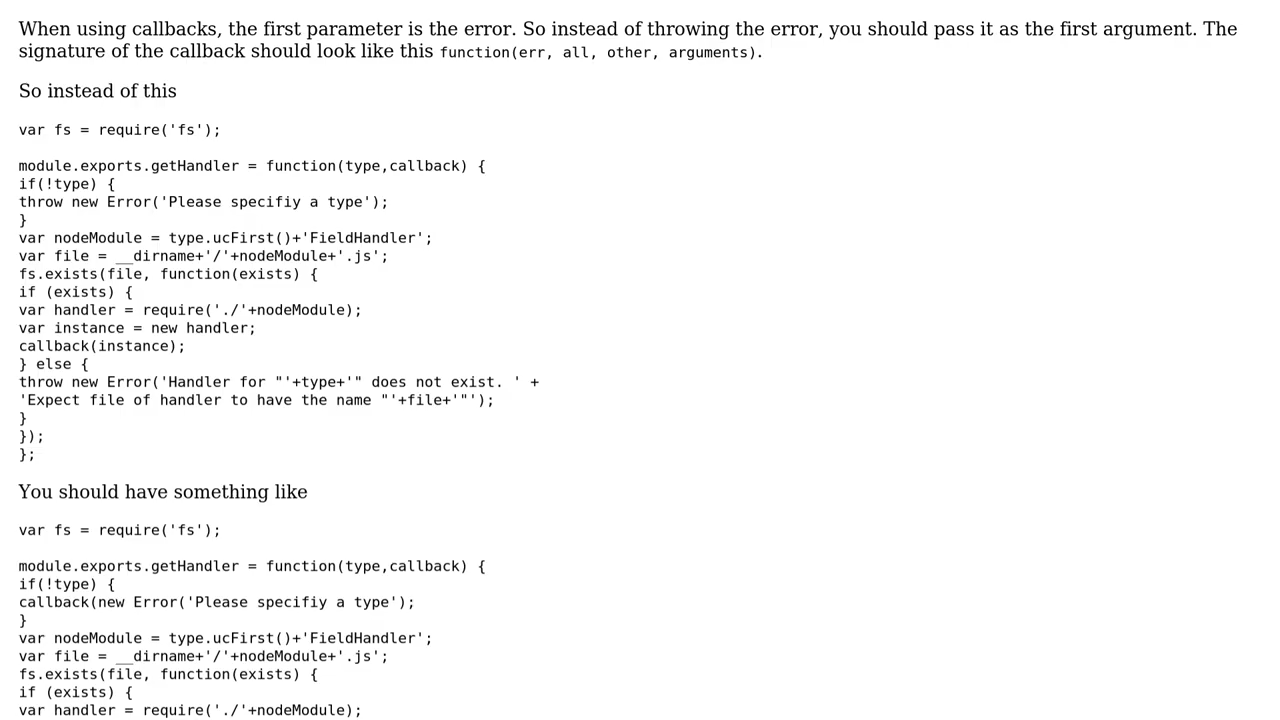 When using callbacks, the first parameter is the error. So instead of throwing the error, you should pass it as the first argument. The
signature of the callback should look like this function(err, all, other, arguments).
So instead of this
var fs = require('fs');
module.exports.getHandler = function(type,callback) {
if(!type) {
throw new Error('Please specifiy a type');
}
var nodeModule = type.ucFirst()+'FieldHandler';
var file = __dirname+'/'+nodeModule+'.js';
fs.exists(file, function(exists) {
if (exists) {
var handler = require('./'+nodeModule);
var instance = new handler;
callback(instance);
} else {
throw new Error('Handler for "'+type+'" does not exist. ' +
'Expect file of handler to have the name "'+file+'"');
}
});
};
You should have something like
var fs = require('fs');
module.exports.getHandler = function(type,callback) {
if(!type) {
callback(new Error('Please specifiy a type');
}
var nodeModule = type.ucFirst()+'FieldHandler';
var file = __dirname+'/'+nodeModule+'.js';
fs.exists(file, function(exists) {
if (exists) {
var handler = require('./'+nodeModule);